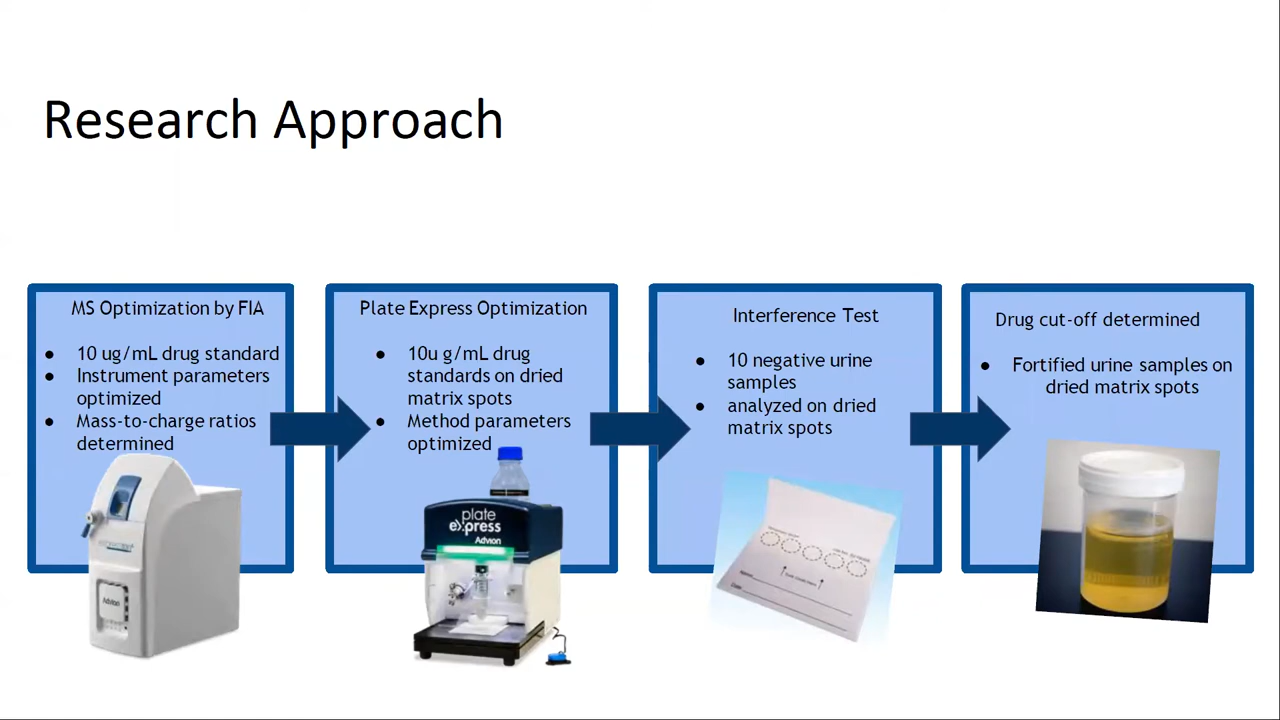 Research Approach
MS Optimization by FIA
● 10 ug/mL drug standard
● Instrument parameters
optimized
● Mass-to-charge ratios
determined
Advion
Plate Express Optimization
● 10u g/mL drug
standards on dried
matrix spots
● Method parameters
optimized
plate
express
Advion
Interference Test
● 10 negative urine
samples
● analyzed on dried
matrix spots
Drug cut-off determined
● Fortified urine samples on
dried matrix spots